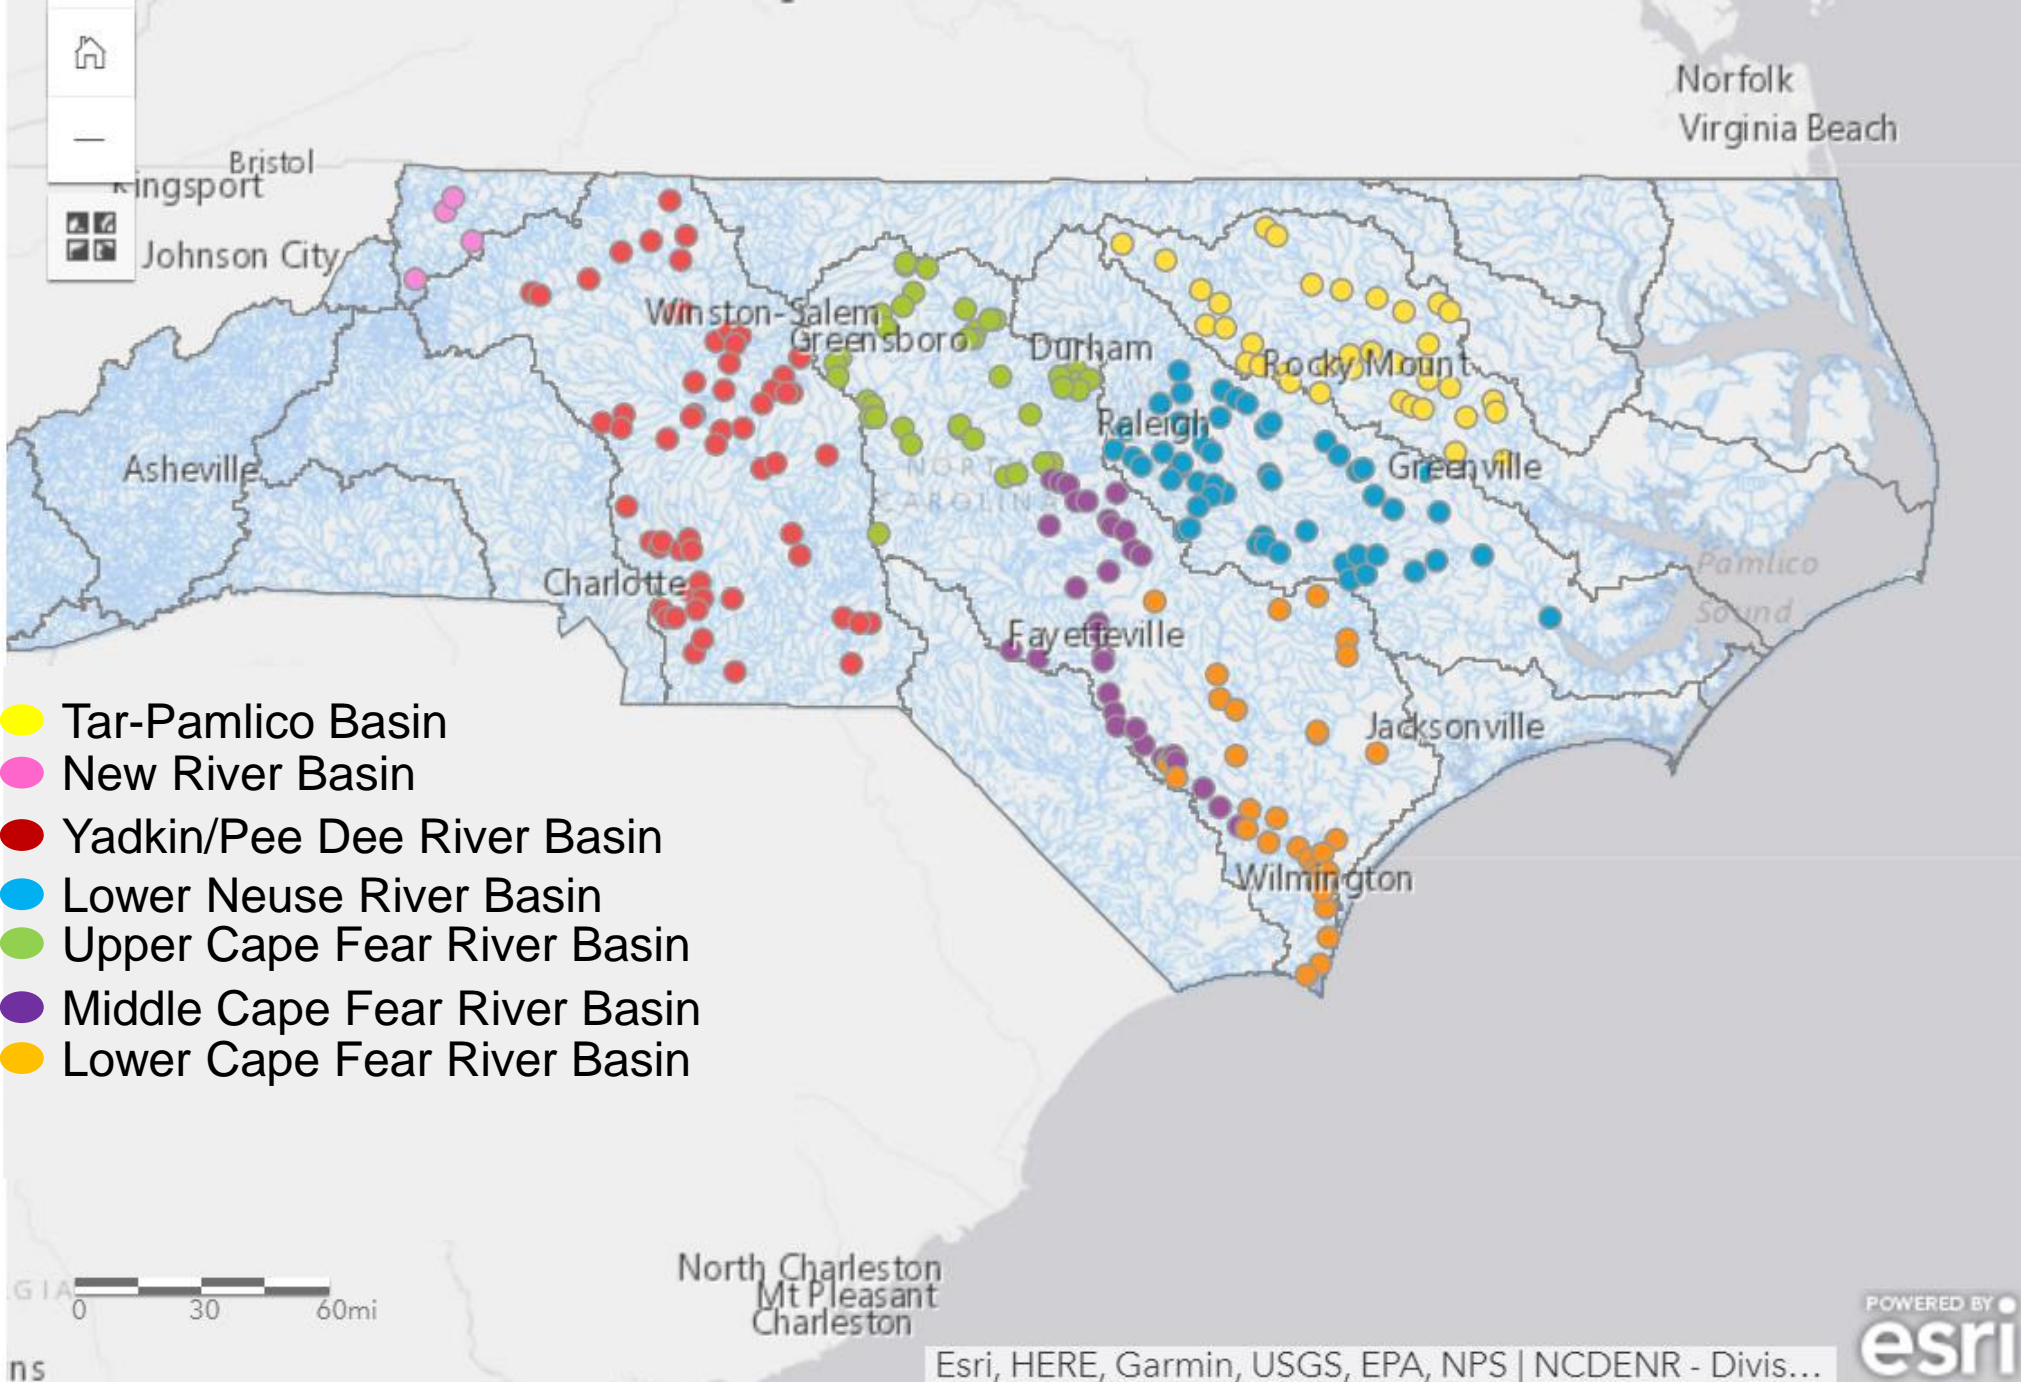 Norfolk
Virginia Beach
Bristol
Kingsport
Johnson City
Winston-Salem
Greensboro
Durham
Rocky Mount
Raleigh
Asheville
NORTH
CAROLINA
Greenville
Pamlico
Sound
Charlotte
Fayetteville
Jacksonville
Wilmington
Tar-Pamlico Basin
New River Basin
Yadkin/Pee Dee River Basin
Lower Neuse River Basin
Upper Cape Fear River Basin
Middle Cape Fear River Basin
Lower Cape Fear River Basin
North Charleston
Mt Pleasant
Charleston
GIA
0 30 60mi
ns
POWERED BY
esri
Esri, HERE, Garmin, USGS, EPA, NPS | NCDENR - Divis...